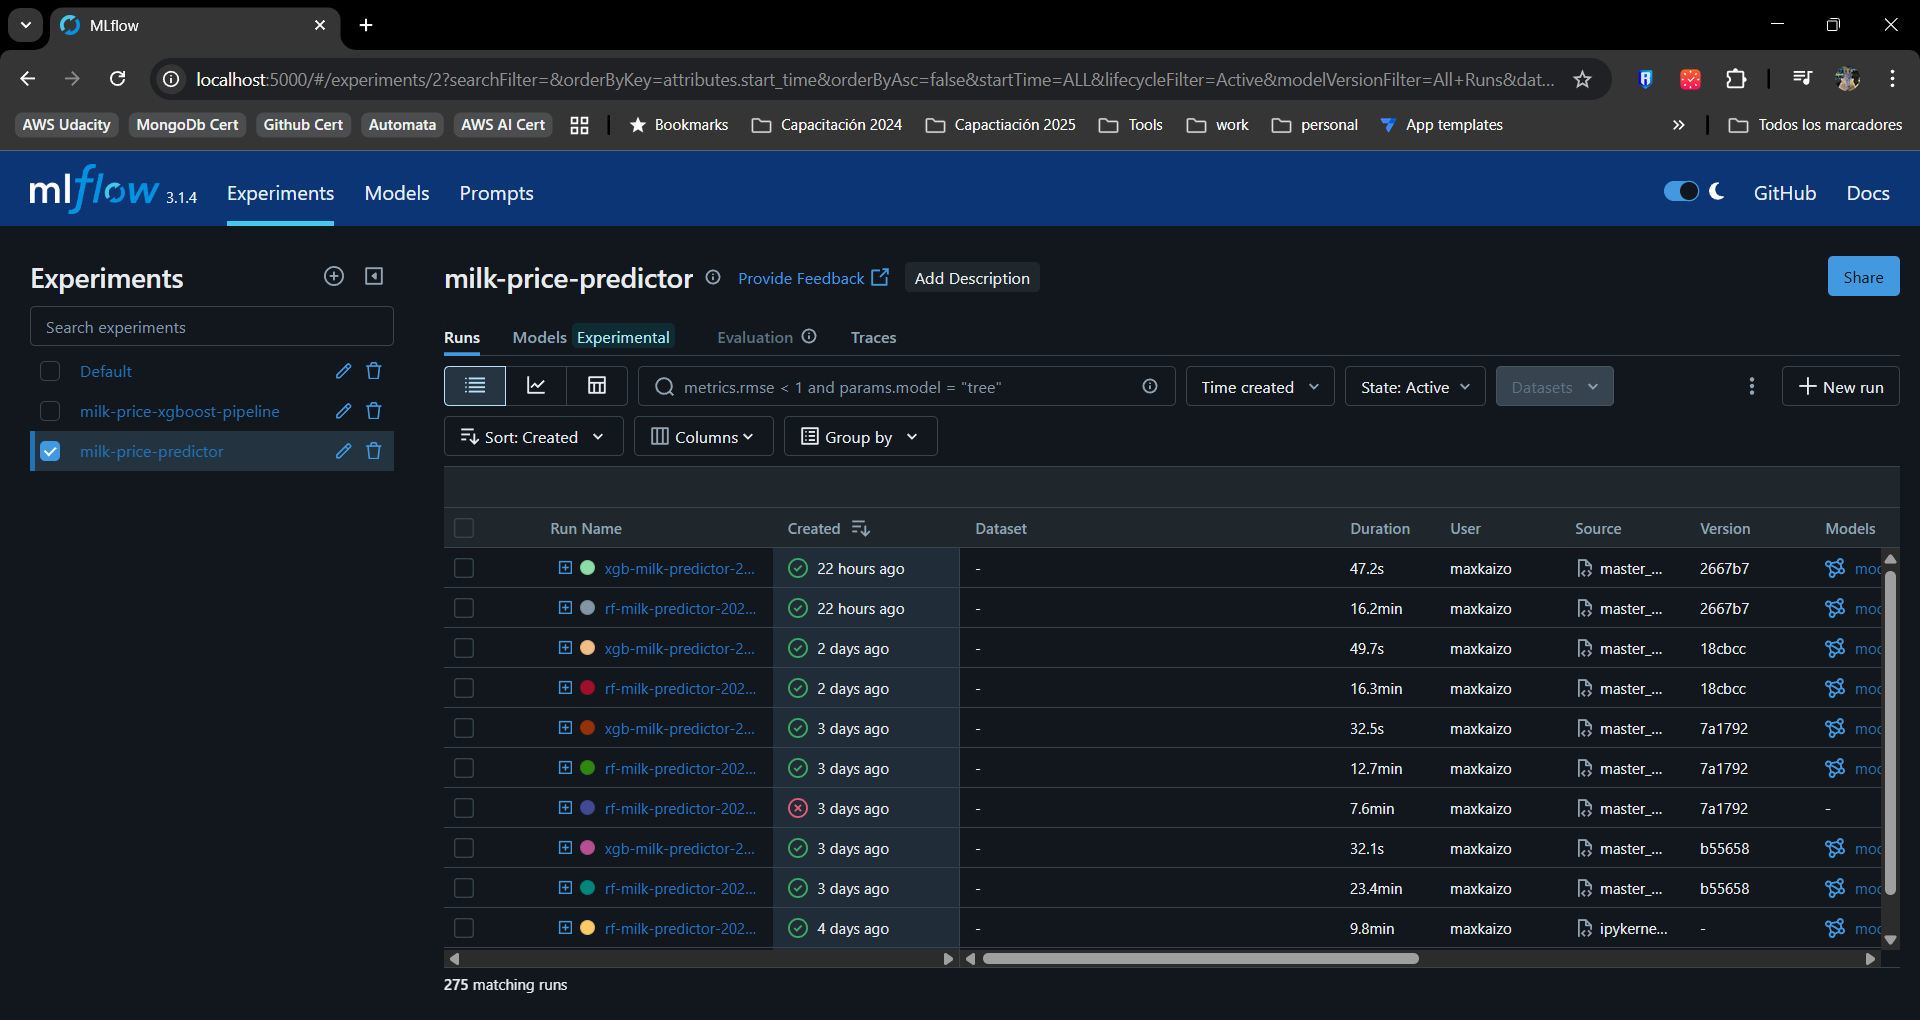 MLflow
localhost:5000/#/experiments/2?searchFilter=&orderByKey=attributes.start_time&orderByAsc=false&startTime=ALL&lifecycleFilter=Active&modelVersionFilter=All+Runs&dat...
AWS Udacity MongoDb Cert Github Cert Automata AWS AI Cert Bookmarks Capacitación 2024 Capactiación 2025 Tools work personal App templates » Todos los marcadores
mlflow 3.1.4 Experiments Models Prompts GitHub Docs
Experiments
Search experiments
Default
milk-price-xgboost-pipeline
milk-price-predictor
milk-price-predictor Provide Feedback Add Description Share
Runs Models Experimental Evaluation Traces
metrics.rmse < 1 and params.model = "tree" Time created State: Active Datasets New run
Sort: Created Columns Group by
Run Name Created Dataset Duration User Source Version Models
xgb-milk-predictor-2... 22 hours ago - 47.2s maxkaizo master_... 2667b7 moc
rf-milk-predictor-202... 22 hours ago - 16.2min maxkaizo master_... 2667b7 moc
xgb-milk-predictor-2... 2 days ago - 49.7s maxkaizo master_... 18cbcc moc
rf-milk-predictor-202... 2 days ago - 16.3min maxkaizo master_... 18cbcc moc
xgb-milk-predictor-2... 3 days ago - 32.5s maxkaizo master_... 7a1792 moc
rf-milk-predictor-202... 3 days ago - 12.7min maxkaizo master_... 7a1792 moc
rf-milk-predictor-202... 3 days ago - 7.6min maxkaizo master_... 7a1792 -
xgb-milk-predictor-2... 3 days ago - 32.1s maxkaizo master_... b55658 moc
rf-milk-predictor-202... 3 days ago - 23.4min maxkaizo master_... b55658 moc
rf-milk-predictor-202... 4 days ago - 9.8min maxkaizo ipykerne... - moc
275 matching runs